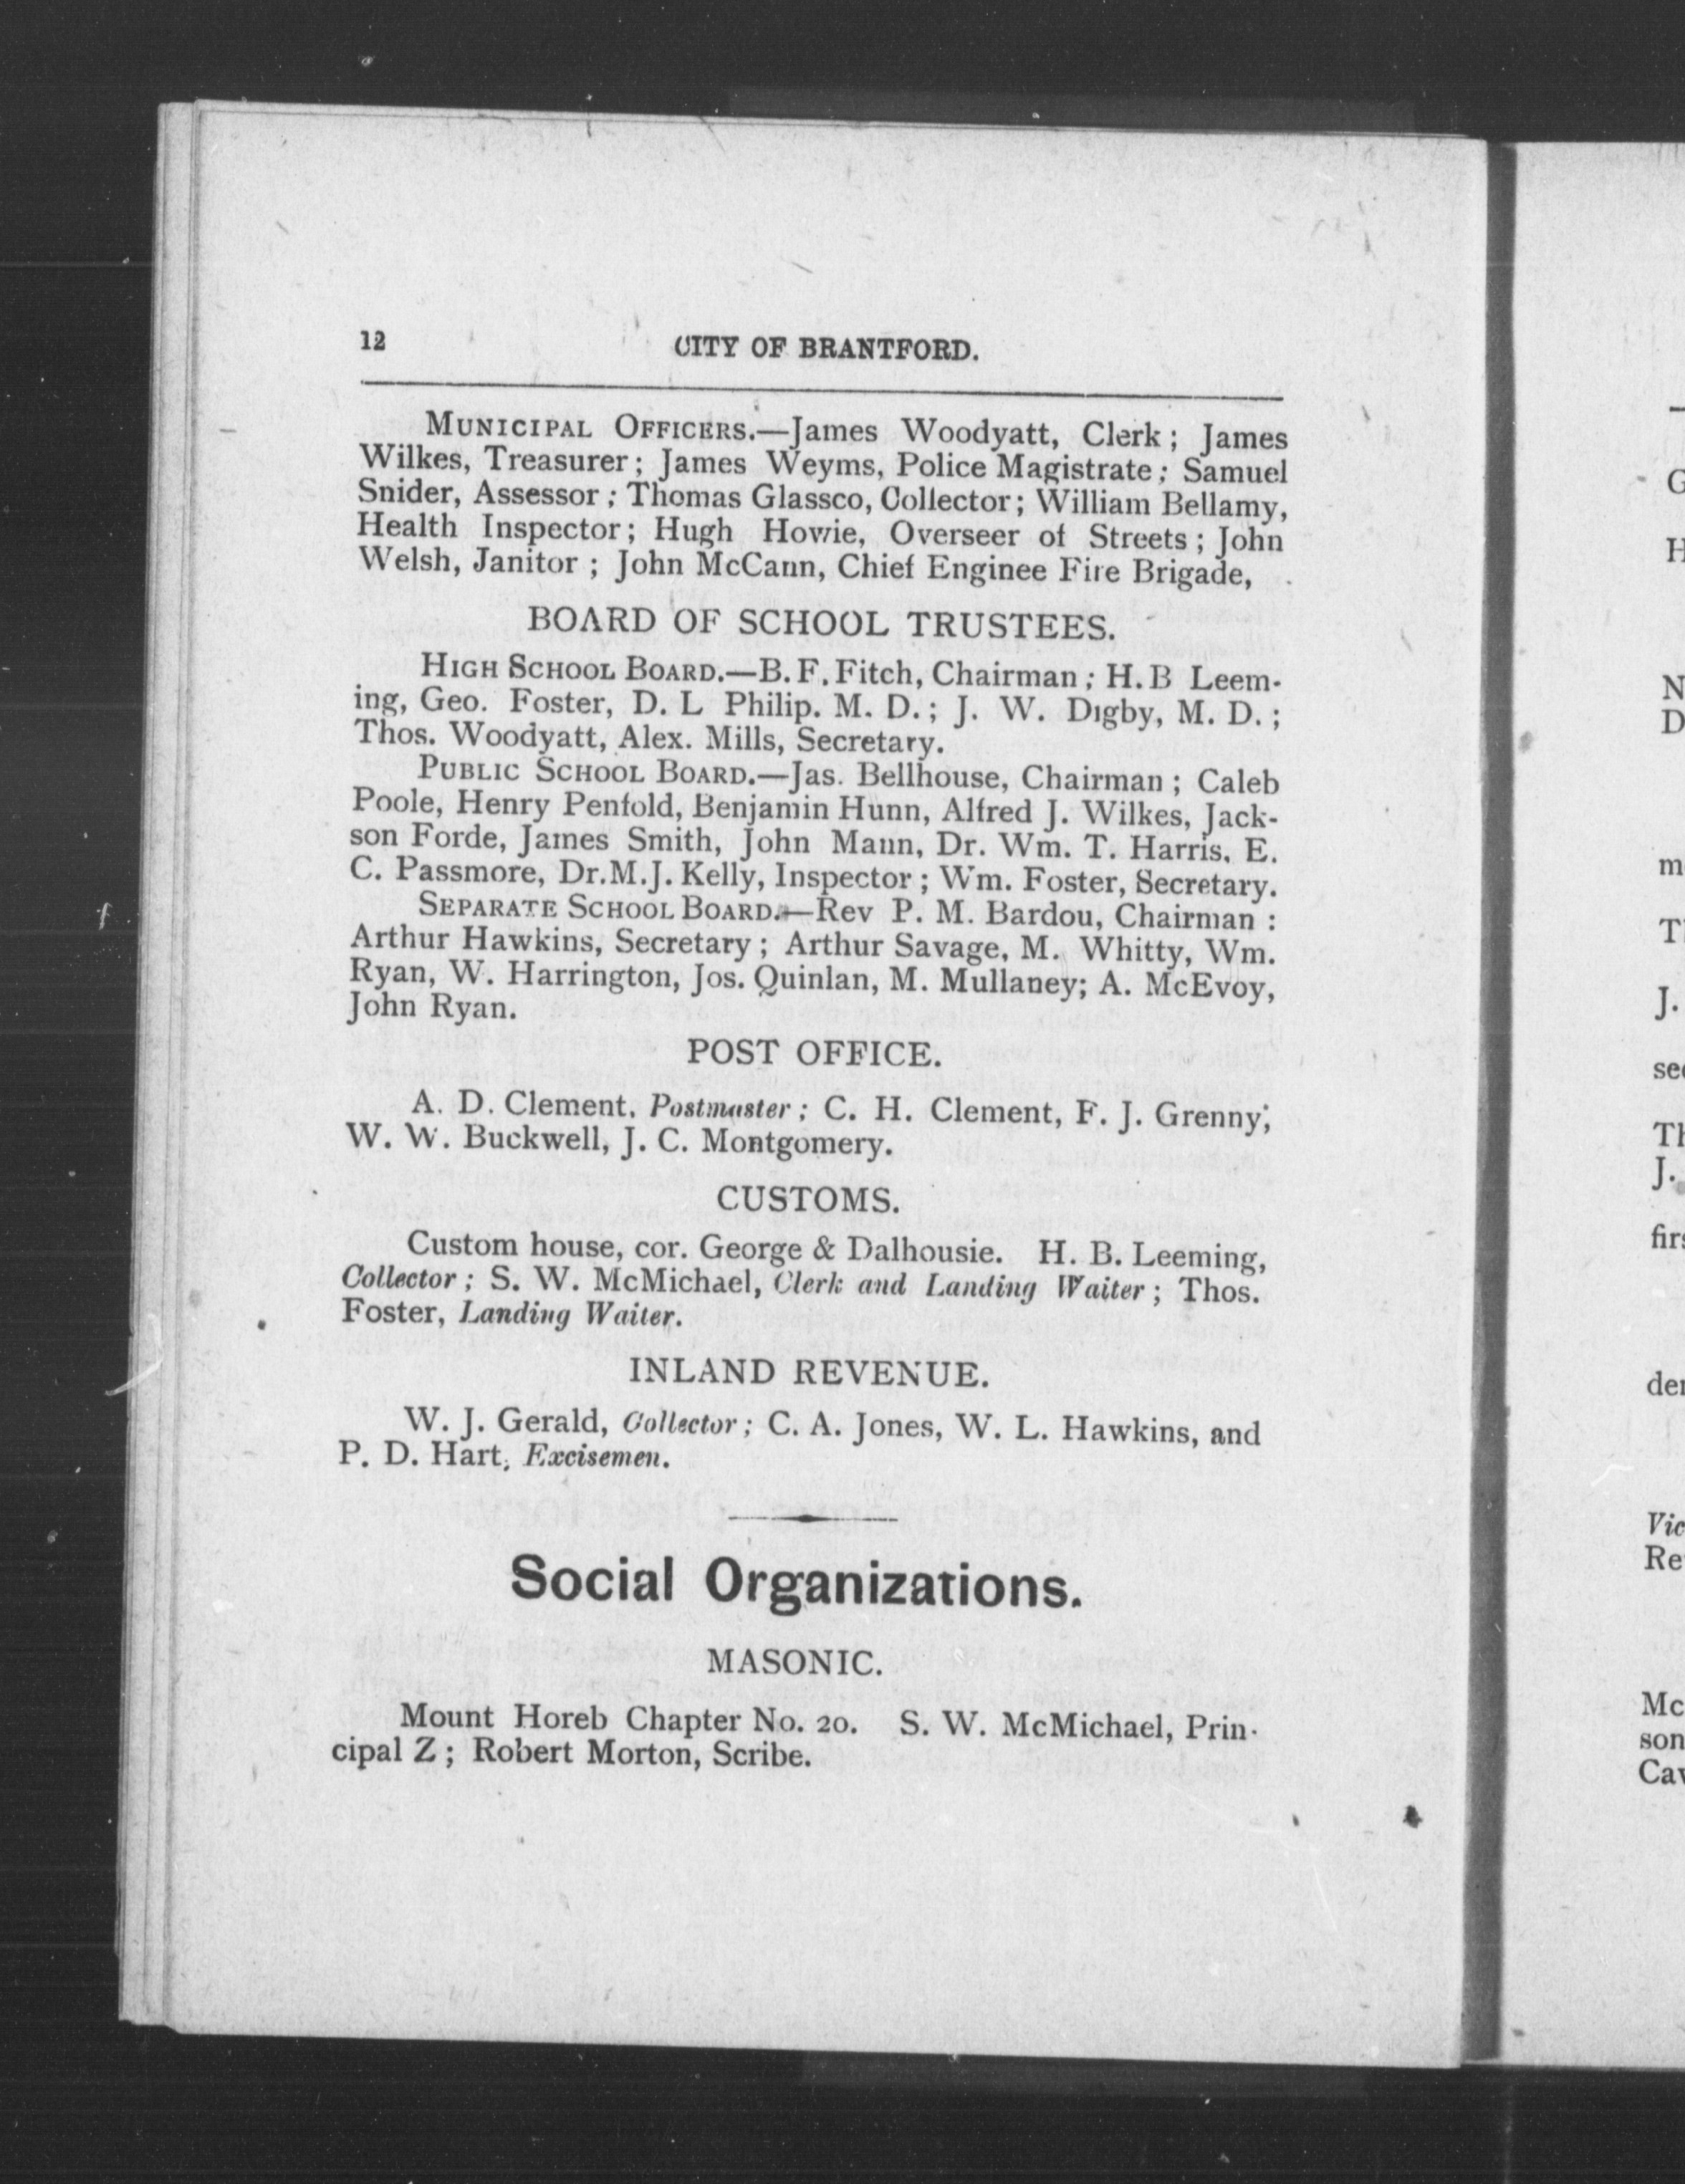 12
CITY OF BRANTFORD.
MUNICIPAL OFFICERS.—James Woodyatt, Clerk; James
Wilkes, Treasurer; James Weyms, Police Magistrate; Samuel
Snider, Assessor; Thomas Glassco, Collector; William Bellamy,
Health Inspector; Hugh Howie, Overseer of Streets; John
Welsh, Janitor; John McCann, Chief Enginee Fire Brigade,
BOARD OF SCHOOL TRUSTEES.
HIGH SCHOOL BOARD.—B. F. Fitch, Chairman; H. B Leem-
ing, Geo. Foster, D. L Philip. M. D.; J. W. Digby, M. D.;
Thos. Woodyatt, Alex. Mills, Secretary.
PUBLIC SCHOOL BOARD.—Jas. Bellhouse, Chairman; Caleb
Poole, Henry Penfold, Benjamin Hunn, Alfred J. Wilkes, Jack-
son Forde, James Smith, John Mann, Dr. Wm. T. Harris, E.
C. Passmore, Dr. M. J. Kelly, Inspector; Wm. Foster, Secretary.
SEPARATE SCHOOL BOARD.—Rev P. M. Bardou, Chairman:
Arthur Hawkins, Secretary; Arthur Savage, M. Whitty, Wm.
Ryan, W. Harrington, Jos. Quinlan, M. Mullaney; A. McEvoy,
John Ryan.
POST OFFICE.
A. D. Clement, Postmaster; C. H. Clement, F. J. Grenny,
W. W. Buckwell, J. C. Montgomery.
CUSTOMS.
Custom house, cor. George & Dalhousie. H. B. Leeming,
Collector; S. W. McMichael, Clerk and Landing Waiter; Thos.
Foster, Landing Waiter.
INLAND REVENUE.
W. J. Gerald, Collector; C. A. Jones, W. L. Hawkins, and
P. D. Hart, Excisemen.
Social Organizations.
MASONIC.
Mount Horeb Chapter No. 20. S. W. McMichael, Prin-
cipal Z; Robert Morton, Scribe.